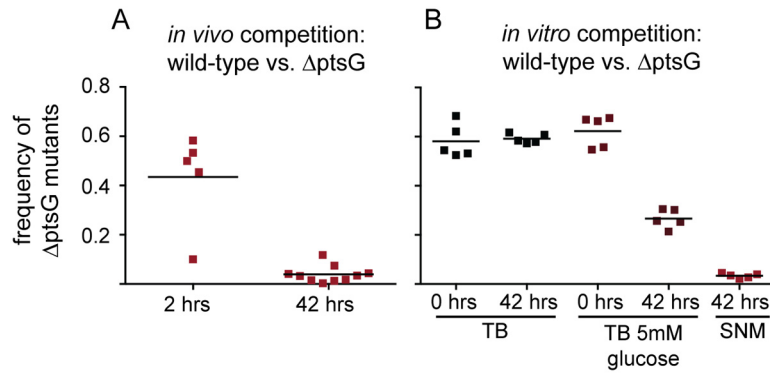 A
in vivo competition:
wild-type vs. ΔptsG
frequency of
ΔptsG mutants
0.8
0.6
0.4
0.2
2 hrs
42 hrs
B
in vitro competition:
wild-type vs. ΔptsG
0 hrs
42 hrs
0 hrs
42 hrs
42 hrs
TB
TB 5mM
glucose
SNM